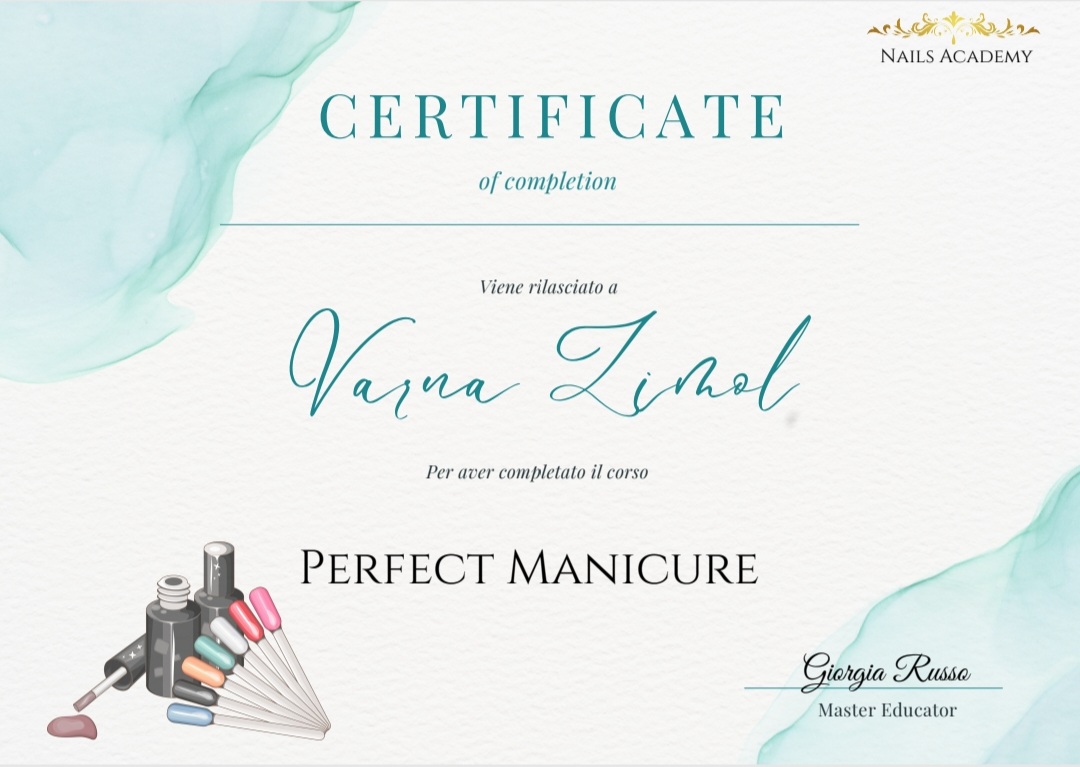 NAILS ACADEMY
CERTIFICATE
of completion
Viene rilasciato a
Varna Zimol
Per aver completato il corso
PERFECT MANICURE
Giorgia Russo
Master Educator